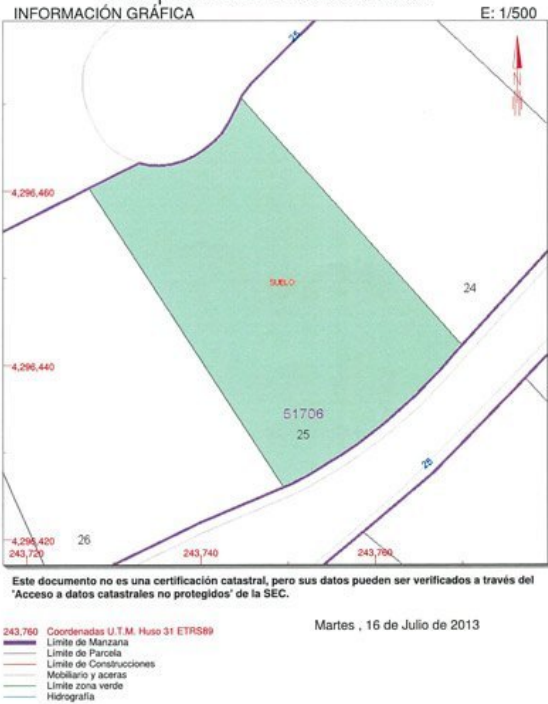 INFORMACIÓN GRÁFICA
E: 1/500
25
4,296,460
SUELO
24
4,296,440
51706
25
25
26
4,296,420
243,720
243,740
243,760
Este documento no es una certificación catastral, pero sus datos pueden ser verificados a través del
'Acceso a datos catastrales no protegidos' de la SEC.
Martes , 16 de Julio de 2013
243,760 Coordenadas U.T.M. Huso 31 ETRS89
Límite de Manzana
Límite de Parcela
Límite de Construcciones
Mobiliario y aceras
Límite zona verde
Hidrografía